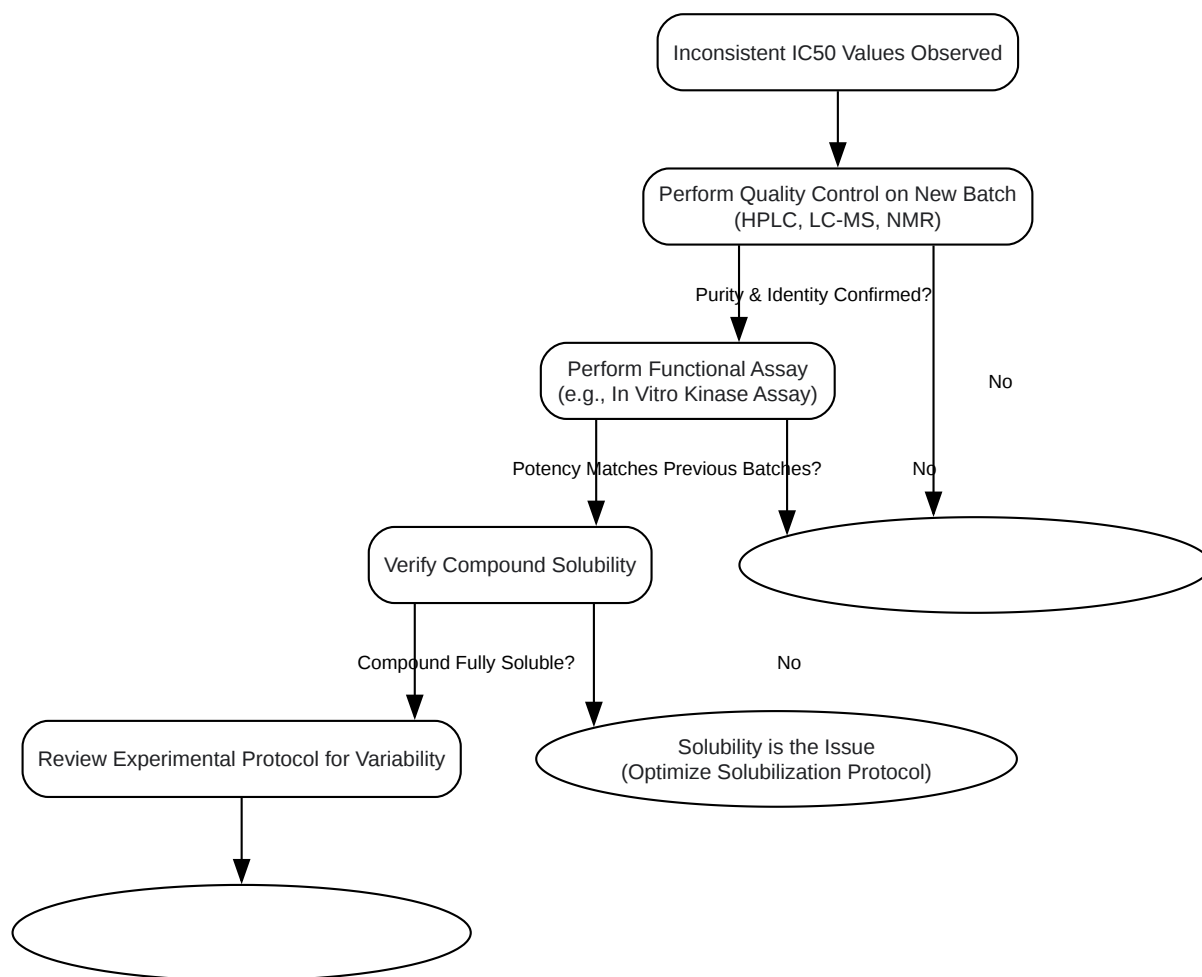 Inconsistent IC50 Values Observed
Perform Quality Control on New Batch
(HPLC, LC-MS, NMR)
Purity & Identity Confirmed?
Perform Functional Assay
(e.g., In Vitro Kinase Assay)
No
Potency Matches Previous Batches?
No
Verify Compound Solubility
Compound Fully Soluble?
No
Review Experimental Protocol for Variability
Solubility is the Issue
(Optimize Solubilization Protocol)